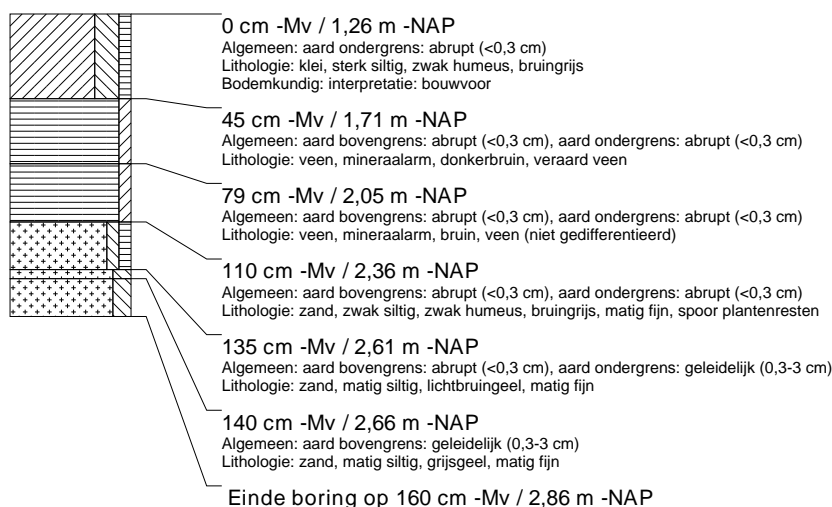 0 cm -Mv / 1,26 m -NAP
Algemeen: aard ondergrens: abrupt (<0,3 cm)
Lithologie: klei, sterk siltig, zwak humeus, bruingrijs
Bodemkundig: interpretatie: bouwvoor
45 cm -Mv / 1,71 m -NAP
Algemeen: aard bovengrens: abrupt (<0,3 cm), aard ondergrens: abrupt (<0,3 cm)
Lithologie: veen, mineraalarm, donkerbruin, veraard veen
79 cm -Mv / 2,05 m -NAP
Algemeen: aard bovengrens: abrupt (<0,3 cm), aard ondergrens: abrupt (<0,3 cm)
Lithologie: veen, mineraalarm, bruin, veen (niet gedifferentieerd)
110 cm -Mv / 2,36 m -NAP
Algemeen: aard bovengrens: abrupt (<0,3 cm), aard ondergrens: abrupt (<0,3 cm)
Lithologie: zand, zwak siltig, zwak humeus, bruingrijs, matig fijn, spoor plantenresten
135 cm -Mv / 2,61 m -NAP
Algemeen: aard bovengrens: abrupt (<0,3 cm), aard ondergrens: geleidelijk (0,3-3 cm)
Lithologie: zand, matig siltig, lichtbruingeel, matig fijn
140 cm -Mv / 2,66 m -NAP
Algemeen: aard bovengrens: geleidelijk (0,3-3 cm)
Lithologie: zand, matig siltig, grijsgeel, matig fijn
Einde boring op 160 cm -Mv / 2,86 m -NAP